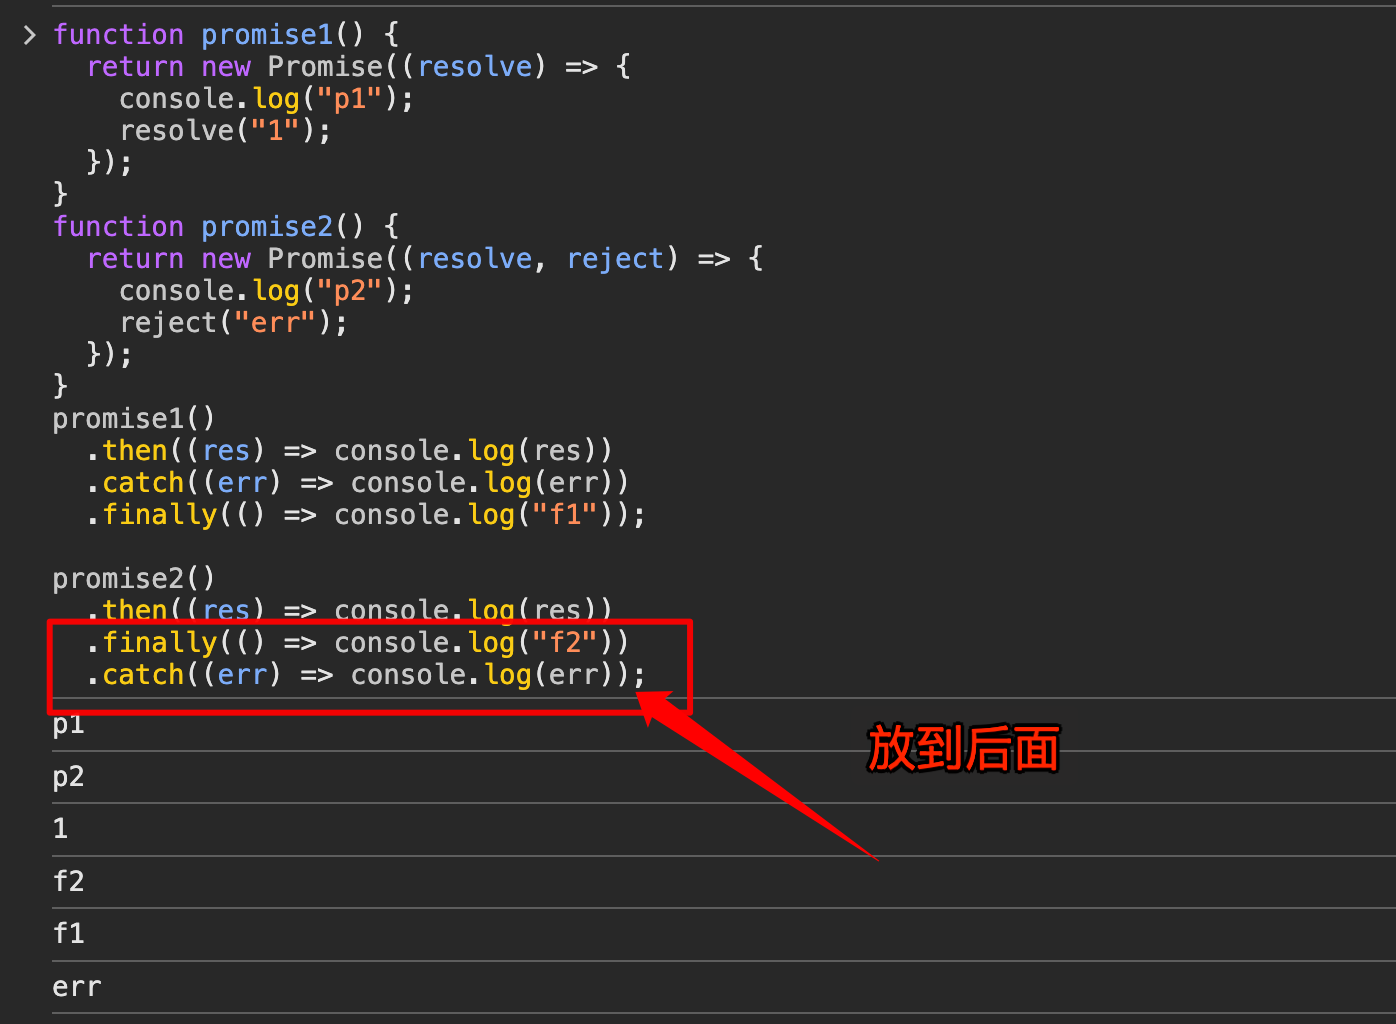 function promise1() {
  return new Promise((resolve) => {
    console.log("p1");
    resolve("1");
  });
}
function promise2() {
  return new Promise((resolve, reject) => {
    console.log("p2");
    reject("err");
  });
}
promise1()
  .then((res) => console.log(res))
  .catch((err) => console.log(err))
  .finally(() => console.log("f1"));
promise2()
  .then((res) => console.log(res))
  .finally(() => console.log("f2"))
  .catch((err) => console.log(err));
p1
放到后面
p2
1
f2
f1
err